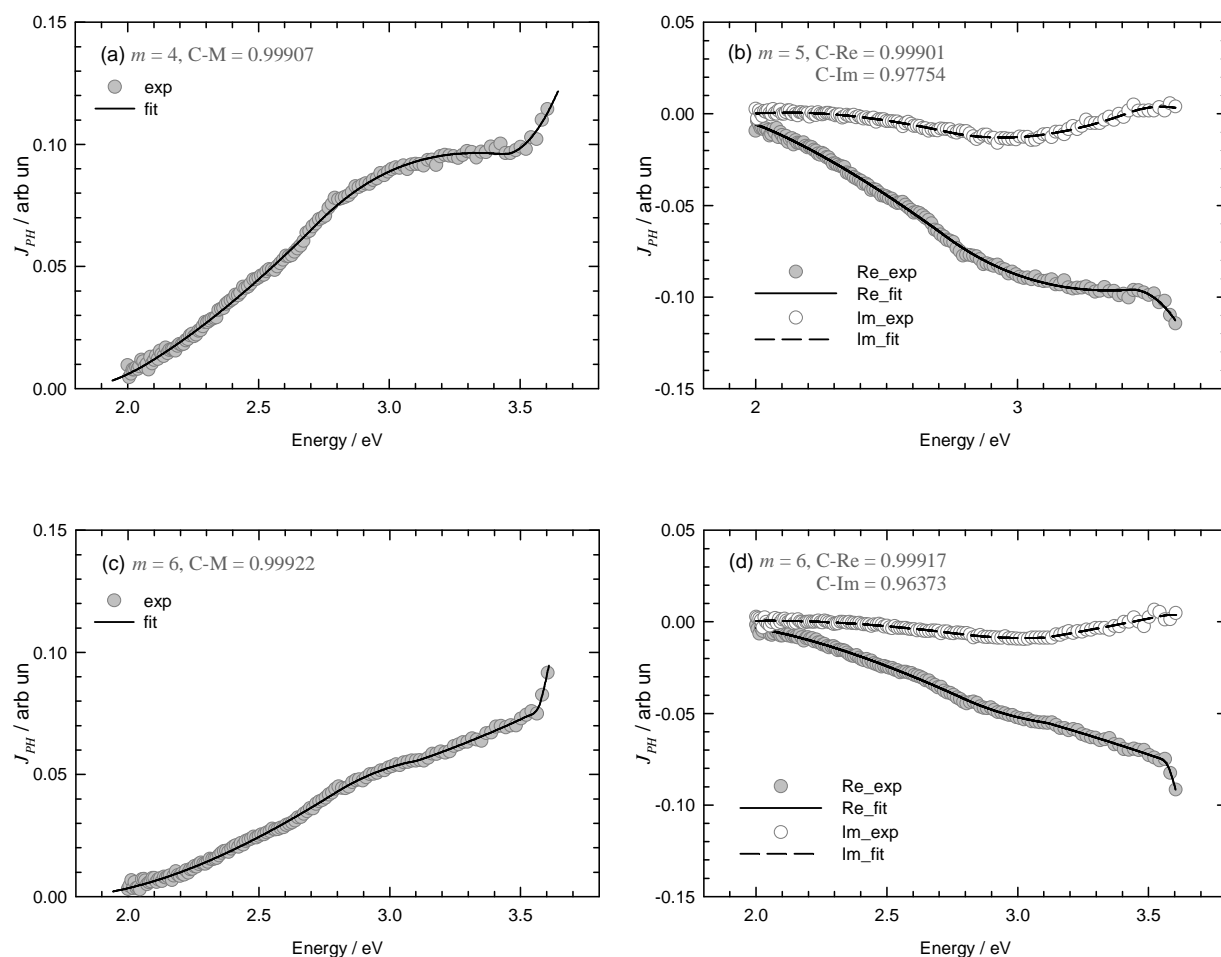 (a) m = 4, C-M = 0.99907
exp
fit
0.15
0.10
0.05
0.00
J_PH / arb un
2.0 2.5 3.0 3.5
Energy / eV
(b) m = 5, C-Re = 0.99901
C-Im = 0.97754
0.05
0.00
-0.05
-0.10
-0.15
J_PH / arb un
Re_exp
Re_fit
Im_exp
Im_fit
2 3
Energy / eV
(c) m = 6, C-M = 0.99922
exp
fit
0.15
0.10
0.05
0.00
J_PH / arb un
2.0 2.5 3.0 3.5
Energy / eV
(d) m = 6, C-Re = 0.99917
C-Im = 0.96373
0.05
0.00
-0.05
-0.10
-0.15
J_PH / arb un
Re_exp
Re_fit
Im_exp
Im_fit
2.0 2.5 3.0 3.5
Energy / eV